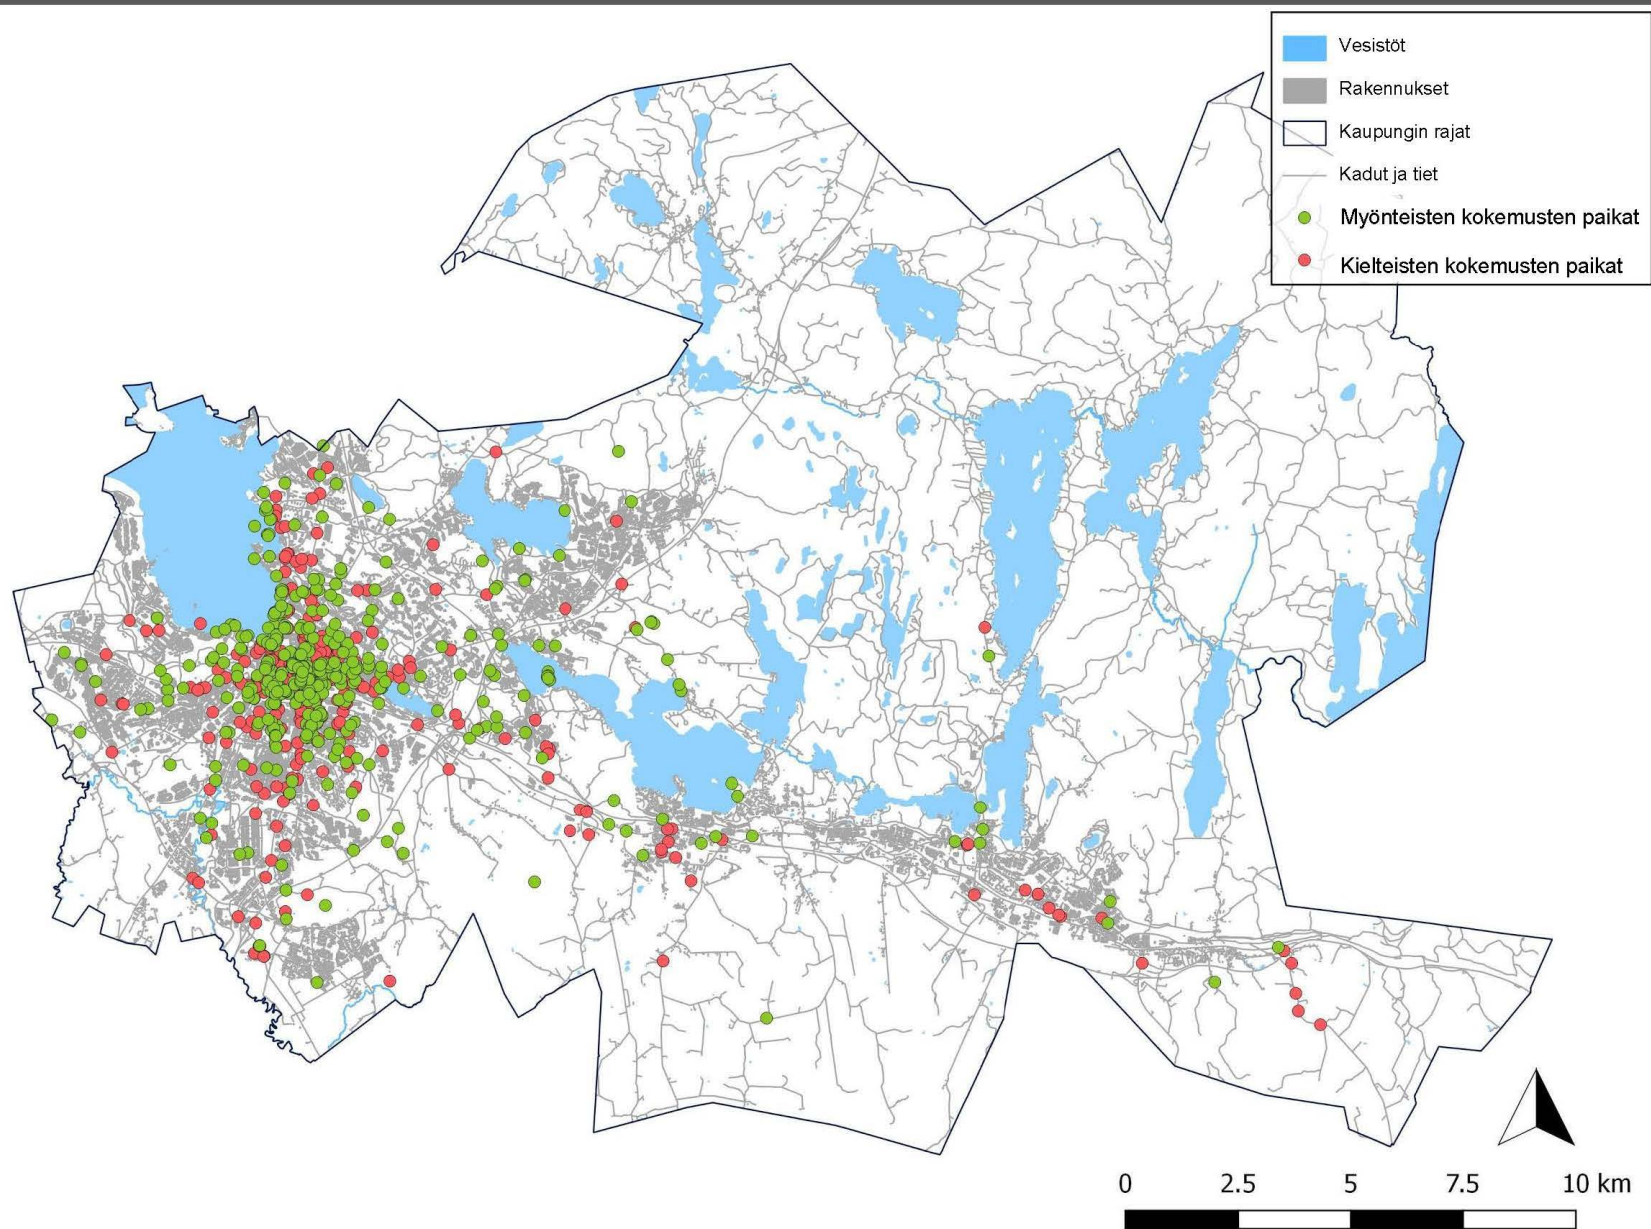 Vesistöt
Rakennukset
Kaupungin rajat
Kadut ja tiet
Myönteisten kokemusten paikat
Kielteisten kokemusten paikat
0 2.5 5 7.5 10 km